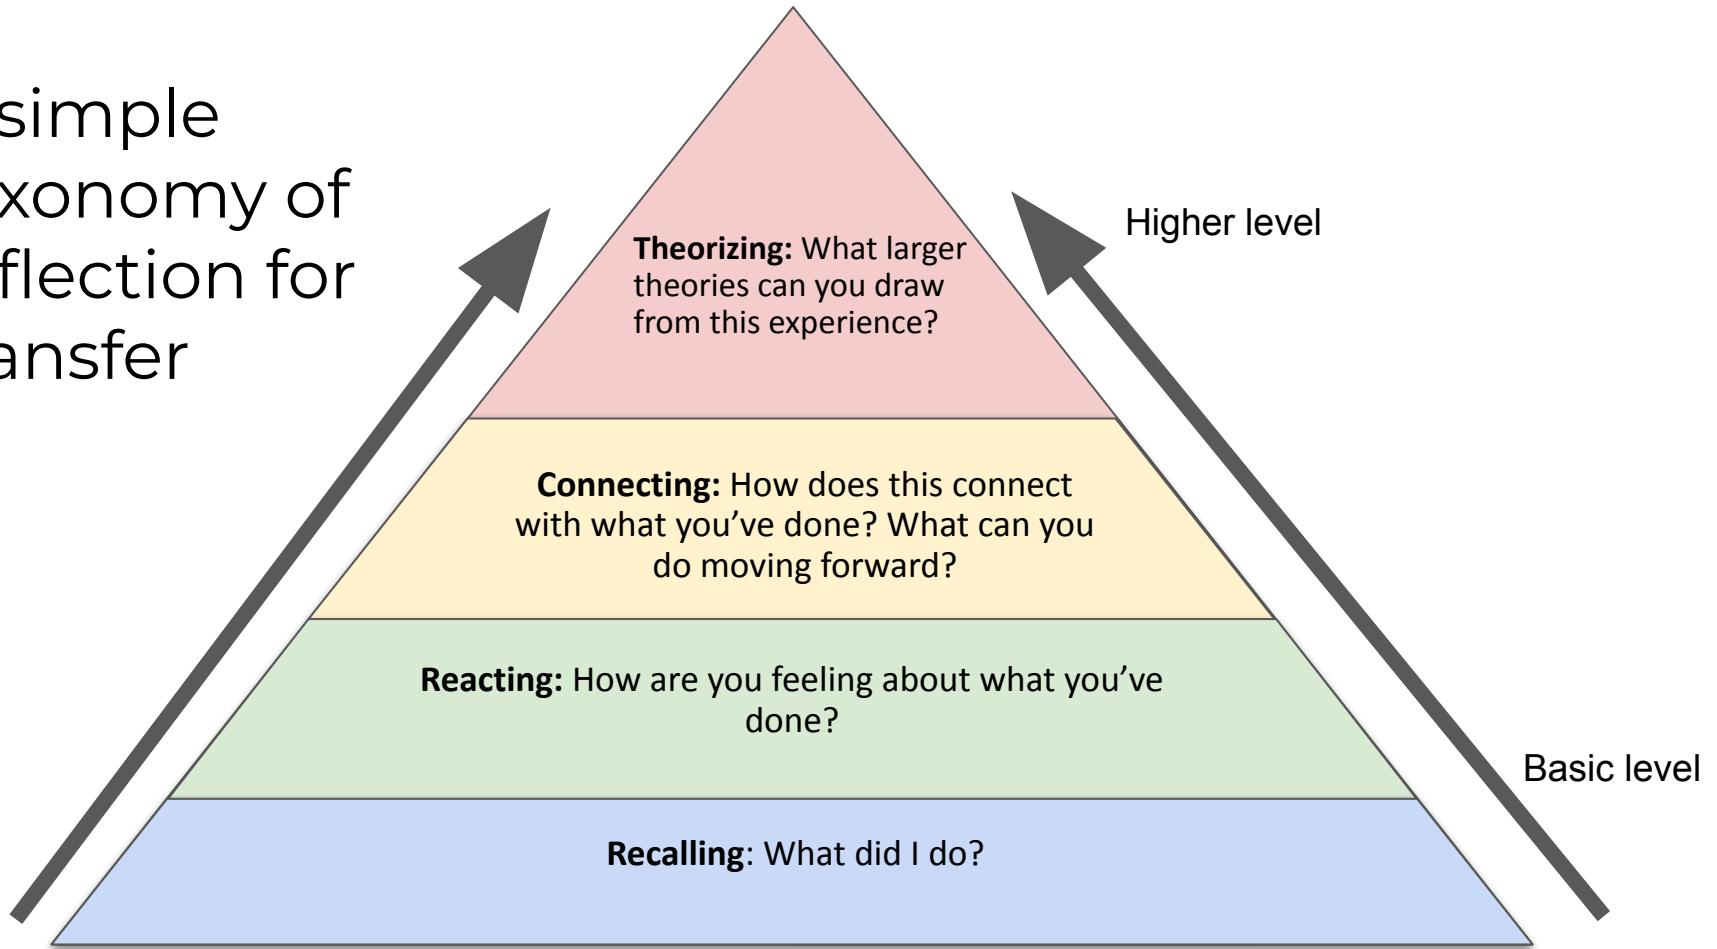 simple
xonomy of
flection for
ansfer
Higher level
Theorizing: What larger
theories can you draw
from this experience?
Connecting: How does this connect
with what you’ve done? What can you
do moving forward?
Reacting: How are you feeling about what you’ve
done?
Basic level
Recalling: What did I do?